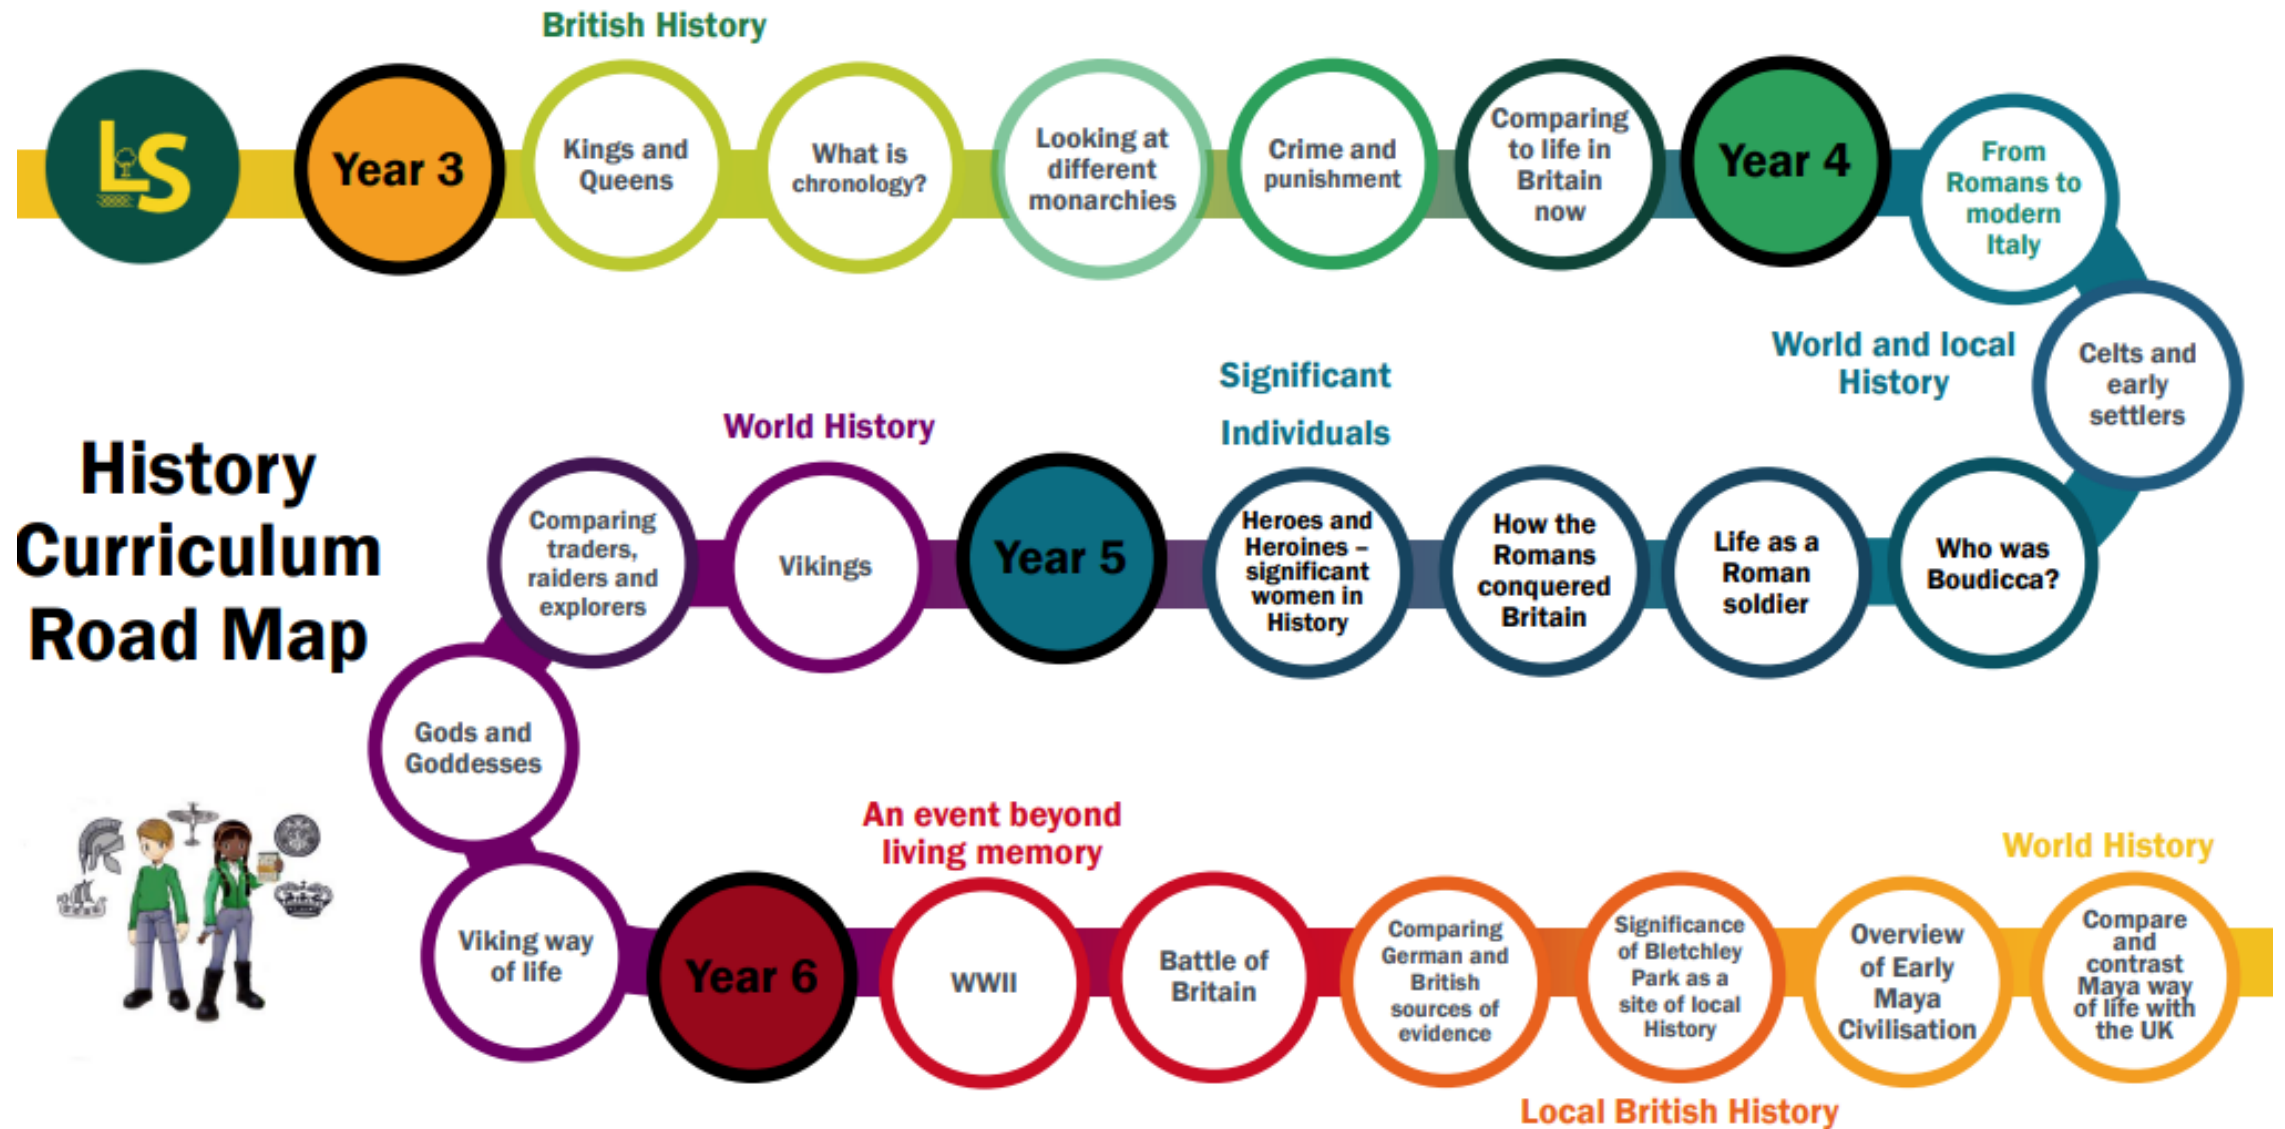 British History
LS
Year 3
Kings and
Queens
What is
chronology?
Looking at
different
monarchies
Crime and
punishment
Comparing
to life in
Britain
now
Year 4
From
Romans to
modern
Italy
World and local
History
Celts and
early
settlers
Who was
Boudicca?
Life as a
Roman
soldier
How the
Romans
conquered
Britain
Significant
Individuals
Heroes and
Heroines –
significant
women in
History
Year 5
World History
Vikings
Comparing
traders,
raiders and
explorers
History
Curriculum
Road Map
Gods and
Goddesses
Viking way
of life
Year 6
An event beyond
living memory
WWII
Battle of
Britain
Comparing
German and
British
sources of
evidence
Significance
of Bletchley
Park as a
site of local
History
Local British History
Overview
of Early
Maya
Civilisation
World History
Compare
and
contrast
Maya way
of life with
the UK